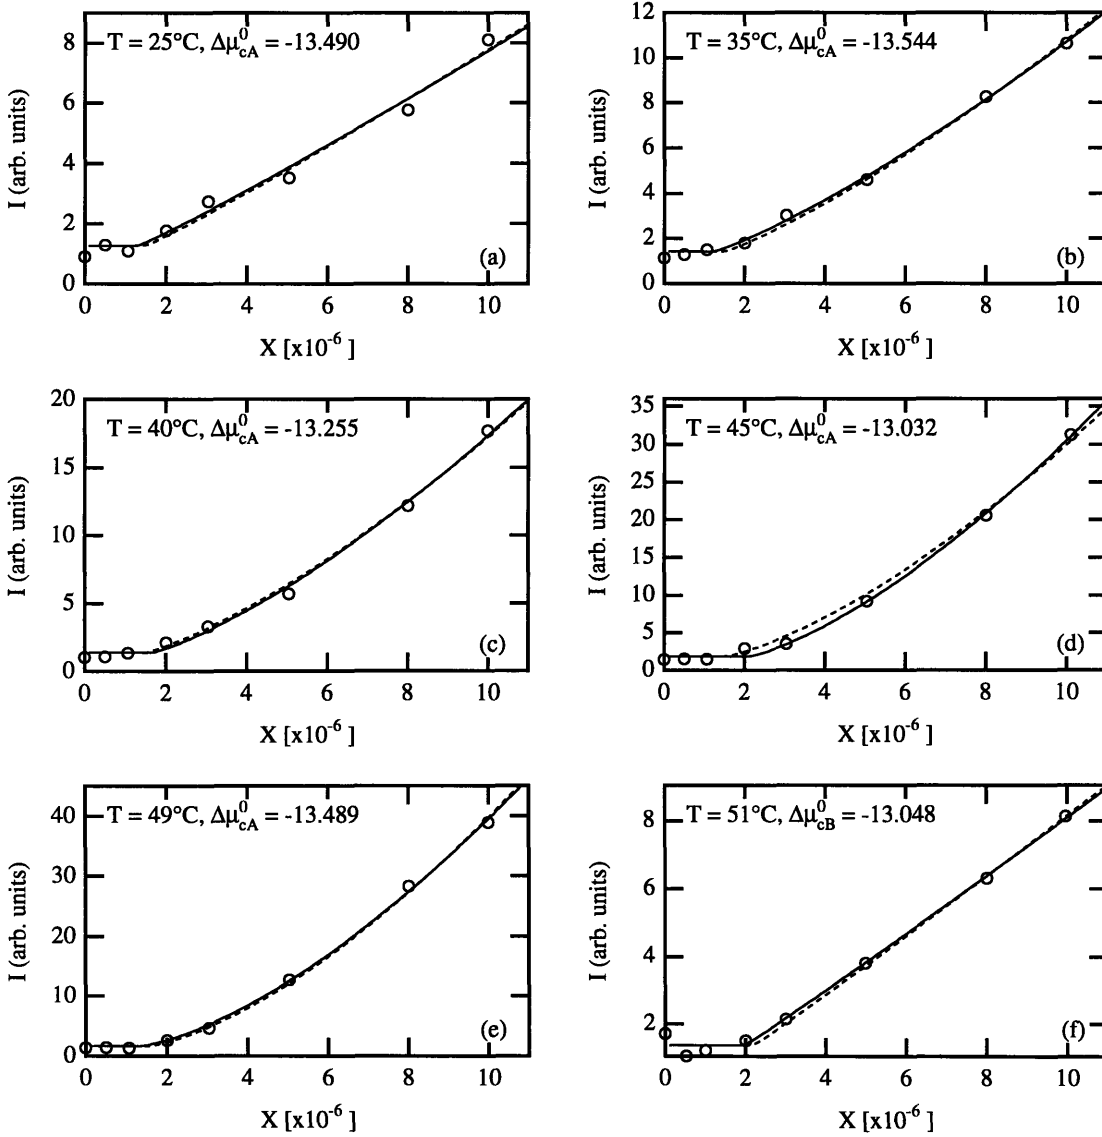 T = 25°C, Δμ⁰cA = -13.490
8
6
4
2
0
I (arb. units)
(a)
0 2 4 6 8 10
X [x10⁻⁶ ]
T = 35°C, Δμ⁰cA = -13.544
12
10
8
6
4
2
0
I (arb. units)
(b)
0 2 4 6 8 10
X [x10⁻⁶ ]
T = 40°C, Δμ⁰cA = -13.255
20
15
10
5
0
I (arb. units)
(c)
0 2 4 6 8 10
X [x10⁻⁶ ]
T = 45°C, Δμ⁰cA = -13.032
35
30
25
20
15
10
5
0
I (arb. units)
(d)
0 2 4 6 8 10
X [x10⁻⁶ ]
T = 49°C, Δμ⁰cA = -13.489
40
30
20
10
0
I (arb. units)
(e)
0 2 4 6 8 10
X [x10⁻⁶ ]
T = 51°C, Δμ⁰cB = -13.048
8
6
4
2
I (arb. units)
(f)
0 2 4 6 8 10
X [x10⁻⁶ ]